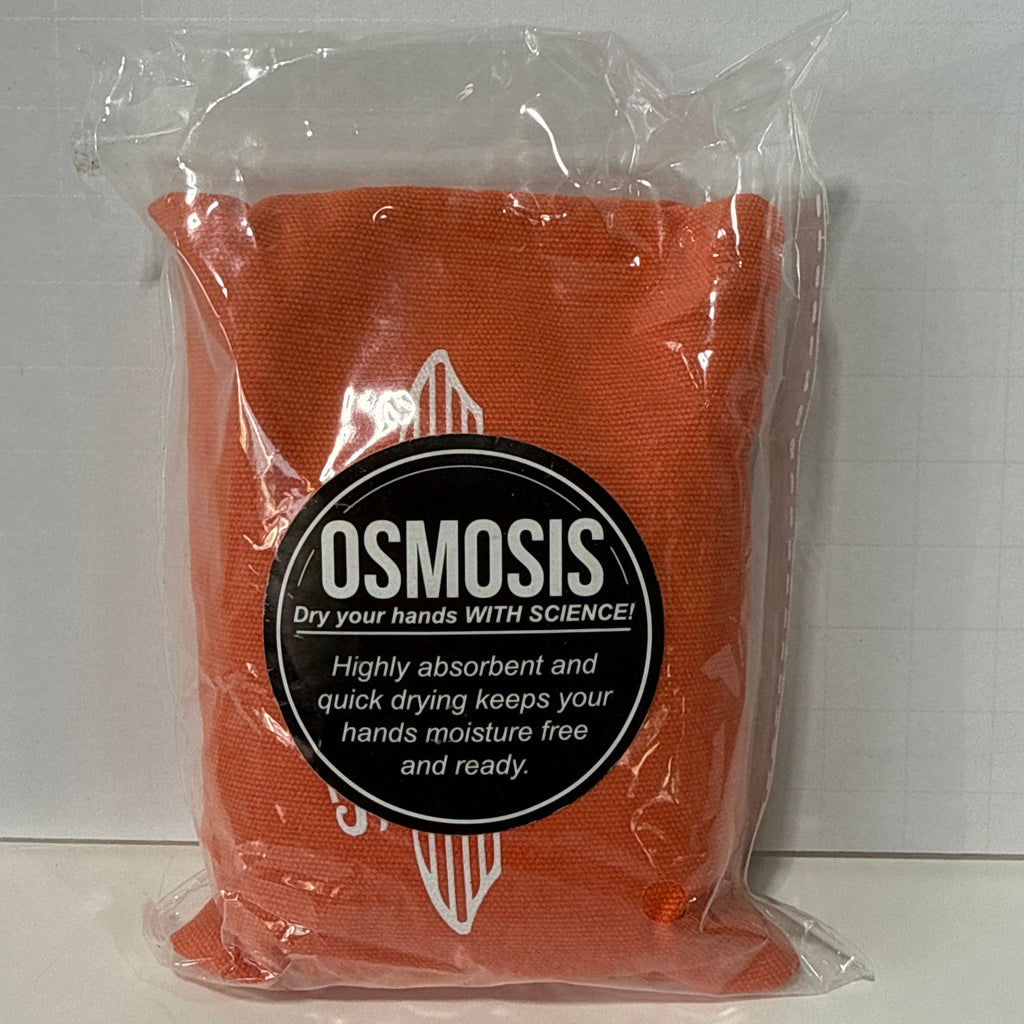 OSMOSIS
Dry your hands WITH SCIENCE!
Highly absorbent and
quick drying keeps your
hands moisture free
and ready.